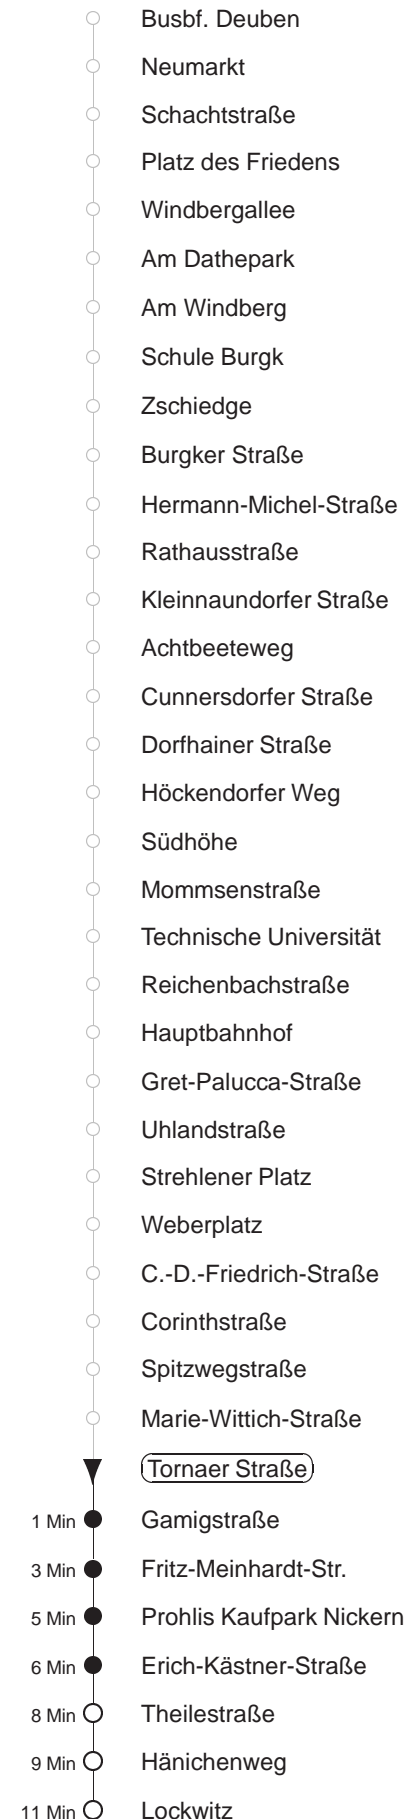 Busbf. Deuben
Neumarkt
Schachtstraße
Platz des Friedens
Windbergallee
Am Dathepark
Am Windberg
Schule Burgk
Zschiedge
Burgker Straße
Hermann-Michel-Straße
Rathausstraße
Kleinnaundorfer Straße
Achtbeeteweg
Cunnersdorfer Straße
Dorfhainer Straße
Höckendorfer Weg
Südhöhe
Mommsenstraße
Technische Universität
Reichenbachstraße
Hauptbahnhof
Gret-Palucca-Straße
Uhlandstraße
Strehlener Platz
Weberplatz
C.-D.-Friedrich-Straße
Corinthstraße
Spitzwegstraße
Marie-Wittich-Straße
Tornaer Straße
1 Min Gamigstraße
3 Min Fritz-Meinhardt-Str.
5 Min Prohlis Kaufpark Nickern
6 Min Erich-Kästner-Straße
8 Min Theilestraße
9 Min Hänichenweg
11 Min Lockwitz